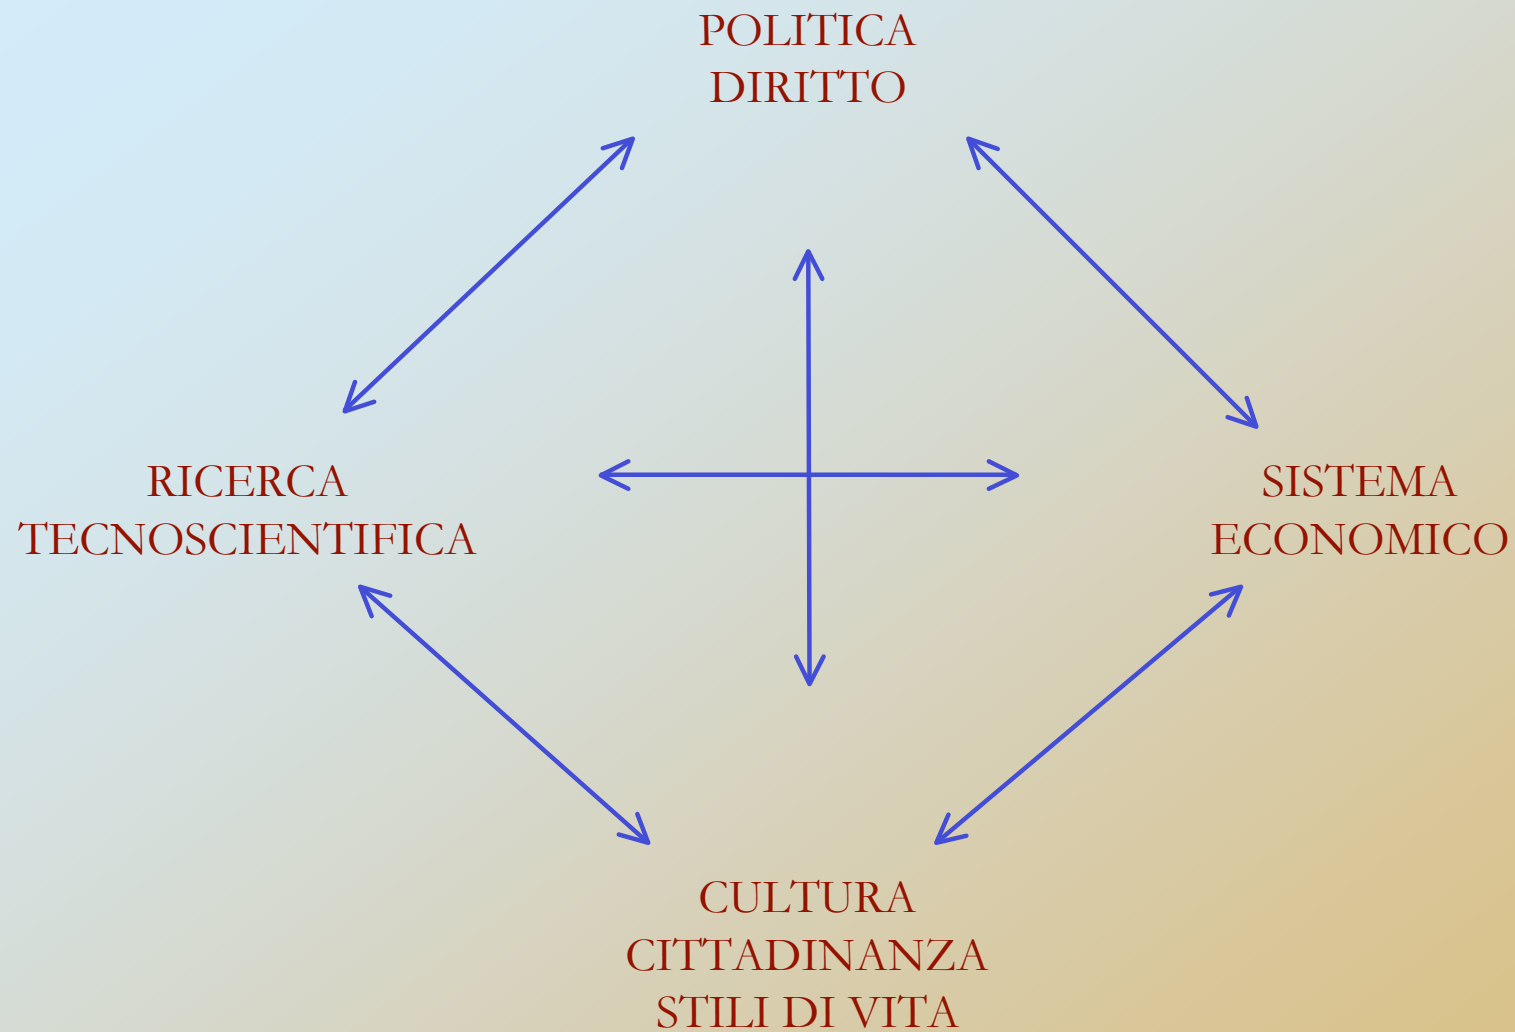 POLITICA
DIRITTO
RICERCA
TECNOSCIENTIFICA
SISTEMA
ECONOMICO
CULTURA
CITTADINANZA
STILI DI VITA